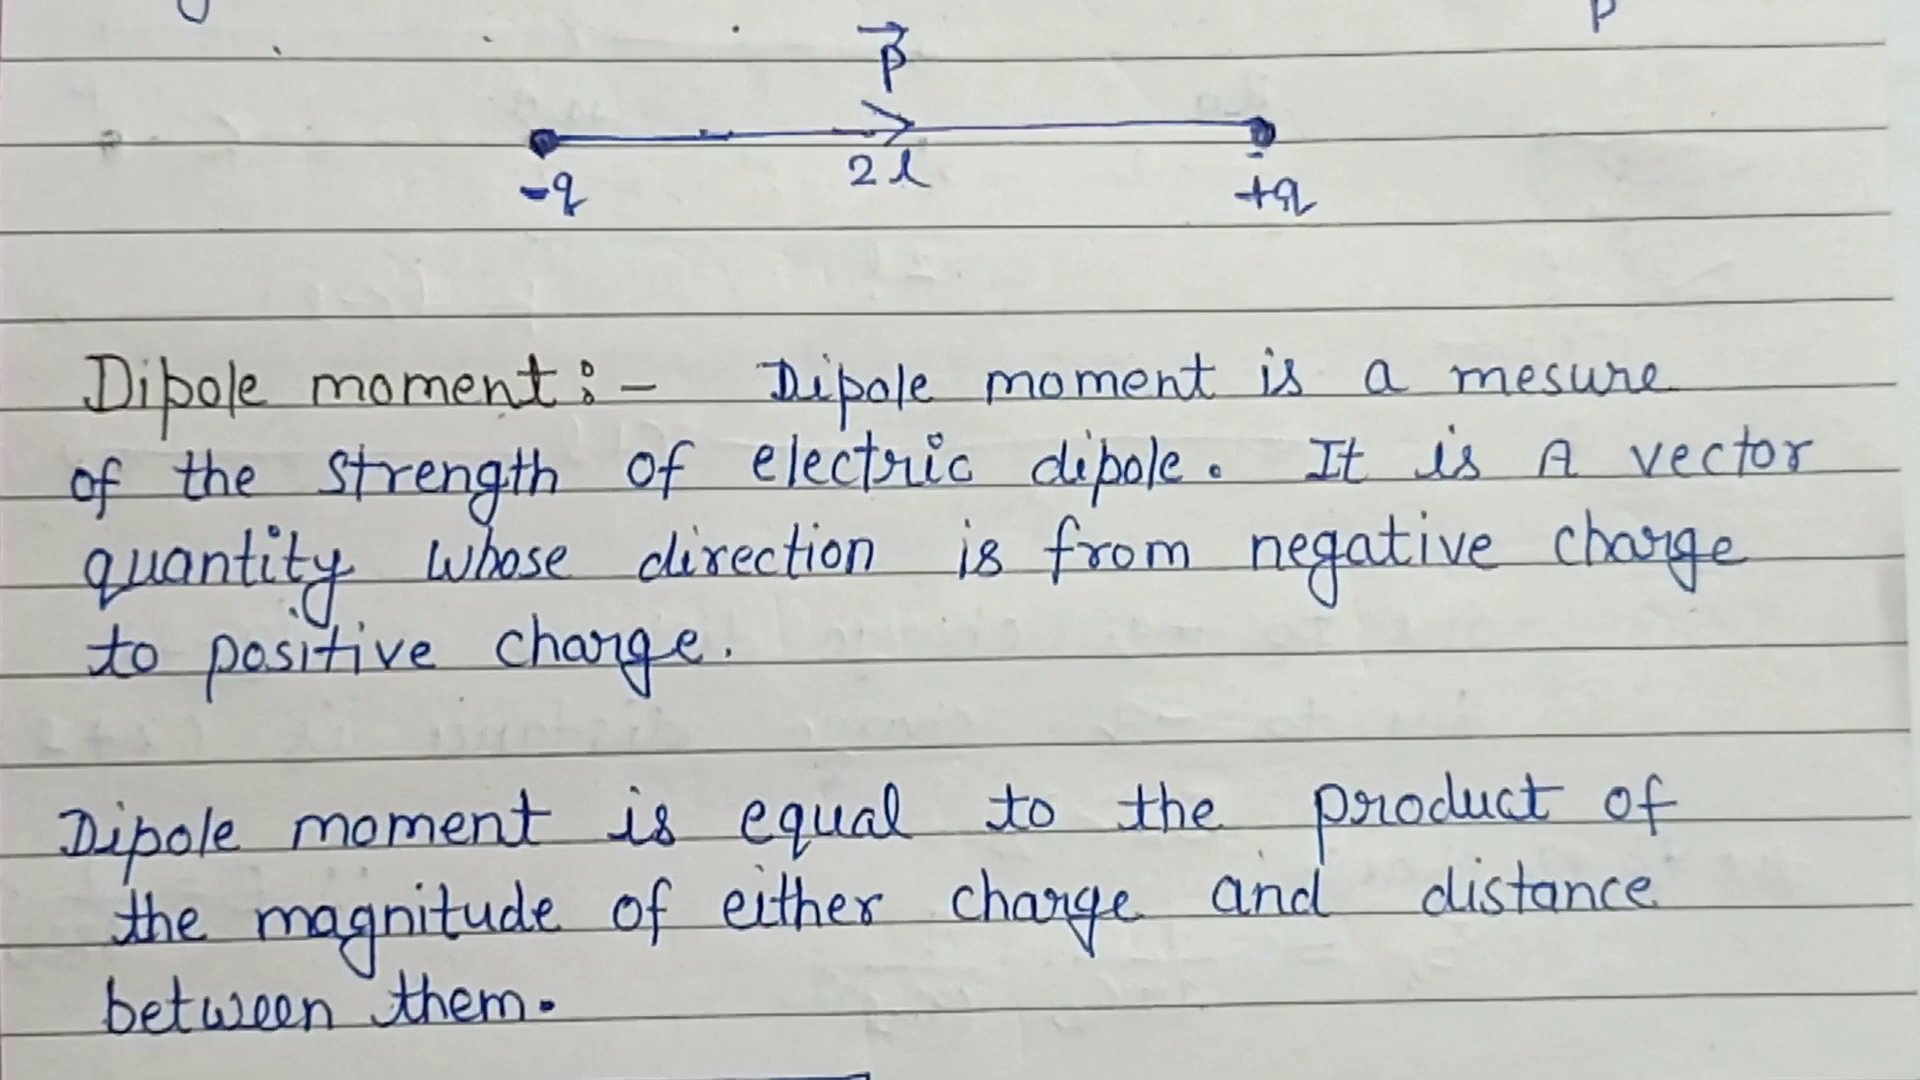 p
p⃗
2l
-q
+q
Dipole moment :- Dipole moment is a mesure
of the strength of electric dipole. It is A vector
quantity whose direction is from negative charge
to positive charge.
Dipole moment is equal to the product of
the magnitude of either charge and distance
between them.